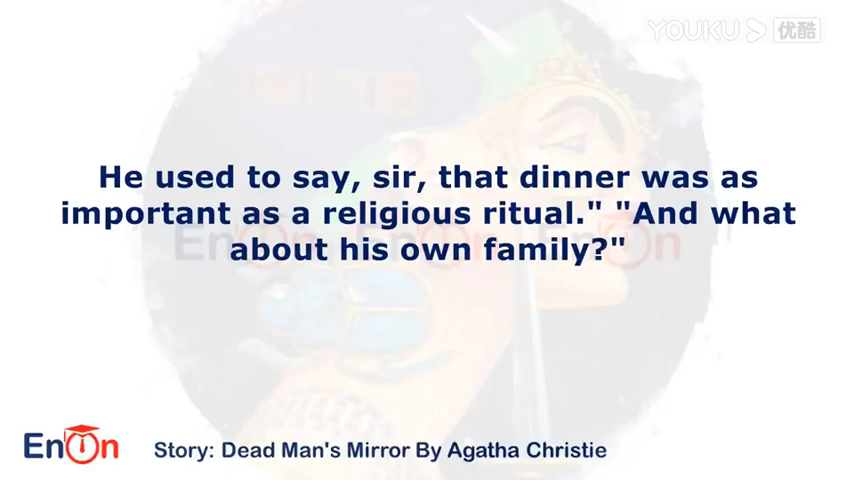 YOUKU 优酷
He used to say, sir, that dinner was as
important as a religious ritual." "And what
about his own family?"
EnOn
Story: Dead Man's Mirror By Agatha Christie